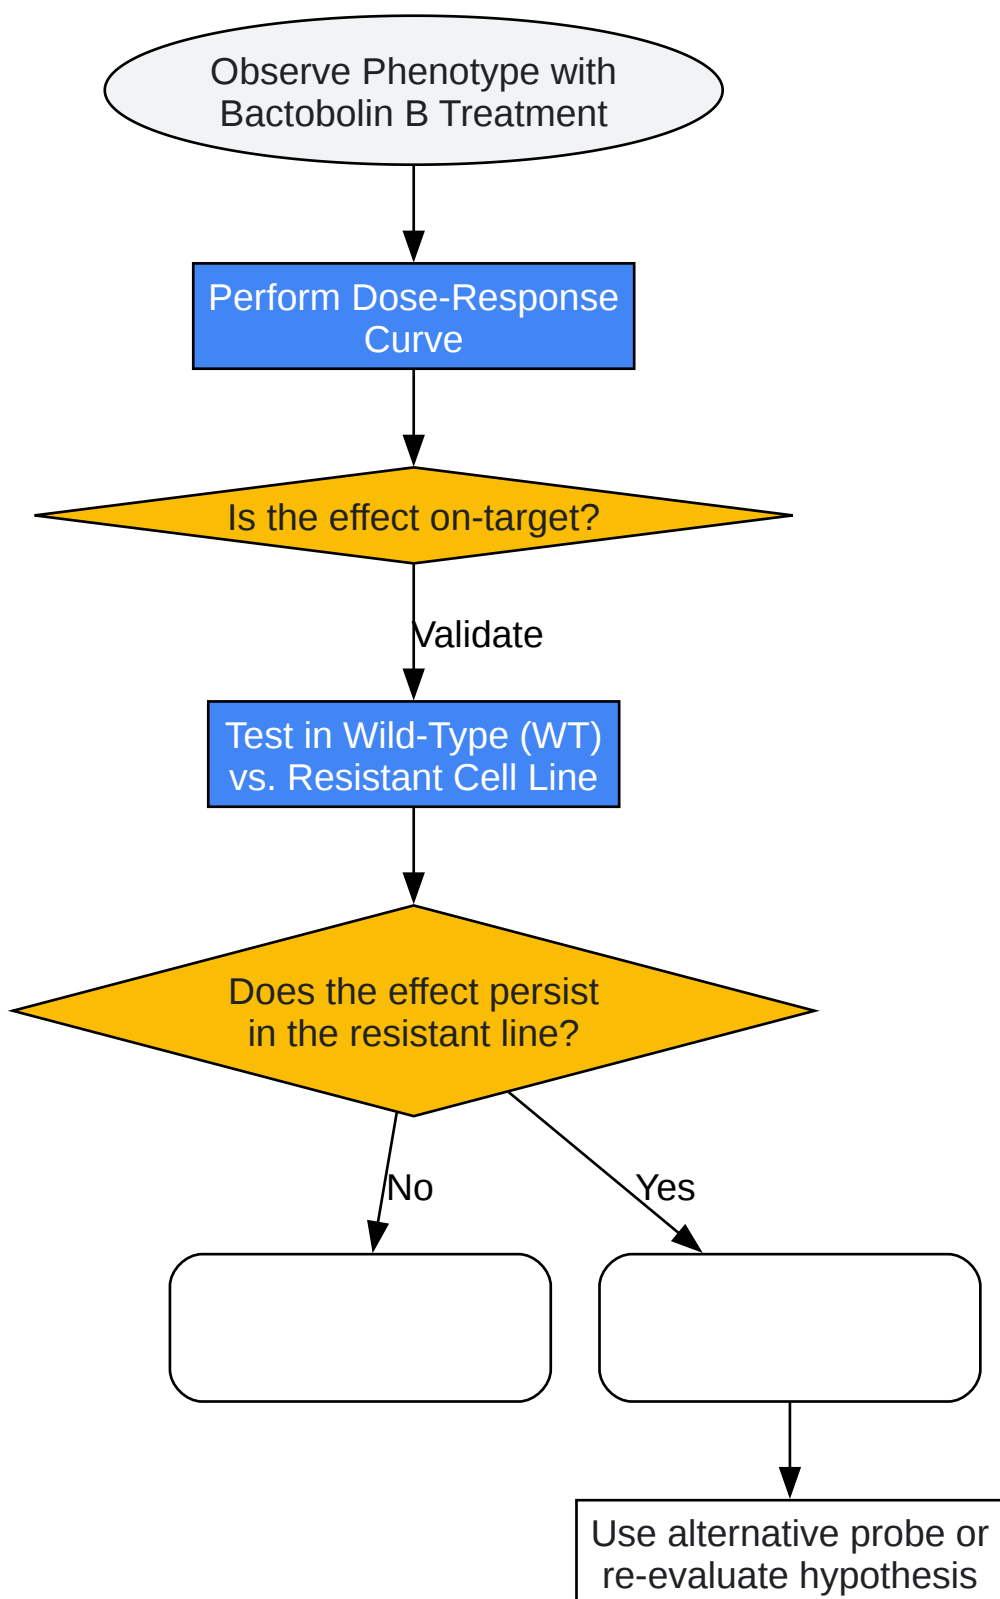 Observe Phenotype with
Bactobolin B Treatment
Perform Dose-Response
Curve
Is the effect on-target?
Validate
Test in Wild-Type (WT)
vs. Resistant Cell Line
Does the effect persist
in the resistant line?
No
Yes
Use alternative probe or
re-evaluate hypothesis